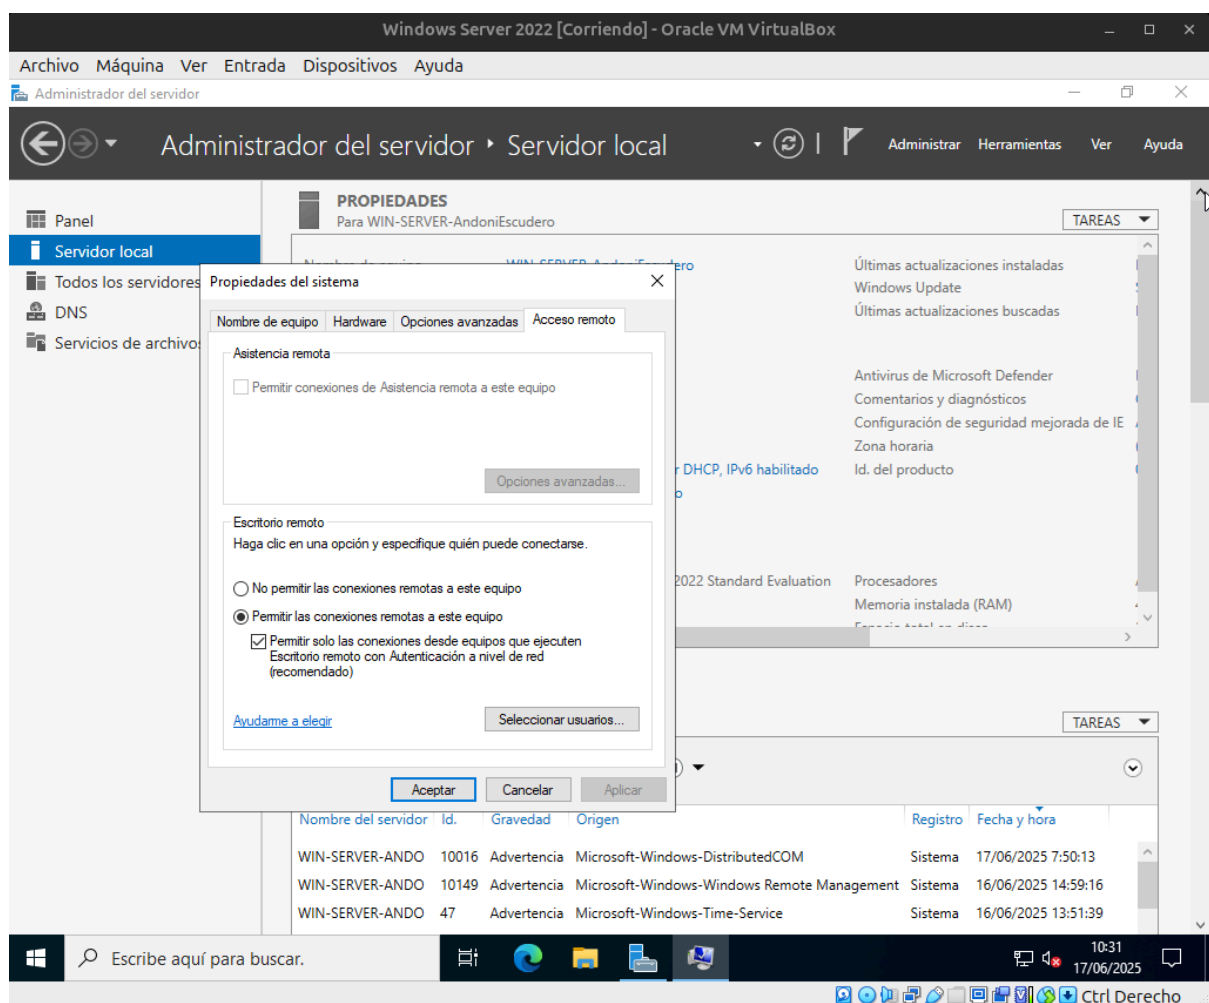 Windows Server 2022 [Corriendo] - Oracle VM VirtualBox
Archivo Máquina Ver Entrada Dispositivos Ayuda
Administrador del servidor
Administrador del servidor Servidor local
Administrar Herramientas Ver Ayuda
Panel
Servidor local
Todos los servidores
DNS
Servicios de archivos
PROPIEDADES
Para WIN-SERVER-AndoniEscudero
TAREAS
Nombre de equipo WIN-SERVER-AndoniEscudero
Últimas actualizaciones instaladas
Windows Update
Últimas actualizaciones buscadas
Antivirus de Microsoft Defender
Comentarios y diagnósticos
Configuración de seguridad mejorada de IE
Zona horaria
r DHCP, IPv6 habilitado Id. del producto
2022 Standard Evaluation Procesadores
Memoria instalada (RAM)
Espacio total en disco
Propiedades del sistema
Nombre de equipo Hardware Opciones avanzadas Acceso remoto
Asistencia remota
Permitir conexiones de Asistencia remota a este equipo
Opciones avanzadas...
Escritorio remoto
Haga clic en una opción y especifique quién puede conectarse.
No permitir las conexiones remotas a este equipo
Permitir las conexiones remotas a este equipo
Permitir solo las conexiones desde equipos que ejecuten
Escritorio remoto con Autenticación a nivel de red
(recomendado)
Ayudarme a elegir
Seleccionar usuarios...
Aceptar Cancelar Aplicar
TAREAS
Nombre del servidor Id. Gravedad Origen Registro Fecha y hora
WIN-SERVER-ANDO 10016 Advertencia Microsoft-Windows-DistributedCOM Sistema 17/06/2025 7:50:13
WIN-SERVER-ANDO 10149 Advertencia Microsoft-Windows-Windows Remote Management Sistema 16/06/2025 14:59:16
WIN-SERVER-ANDO 47 Advertencia Microsoft-Windows-Time-Service Sistema 16/06/2025 13:51:39
Escribe aquí para buscar.
10:31
17/06/2025
Ctrl Derecho